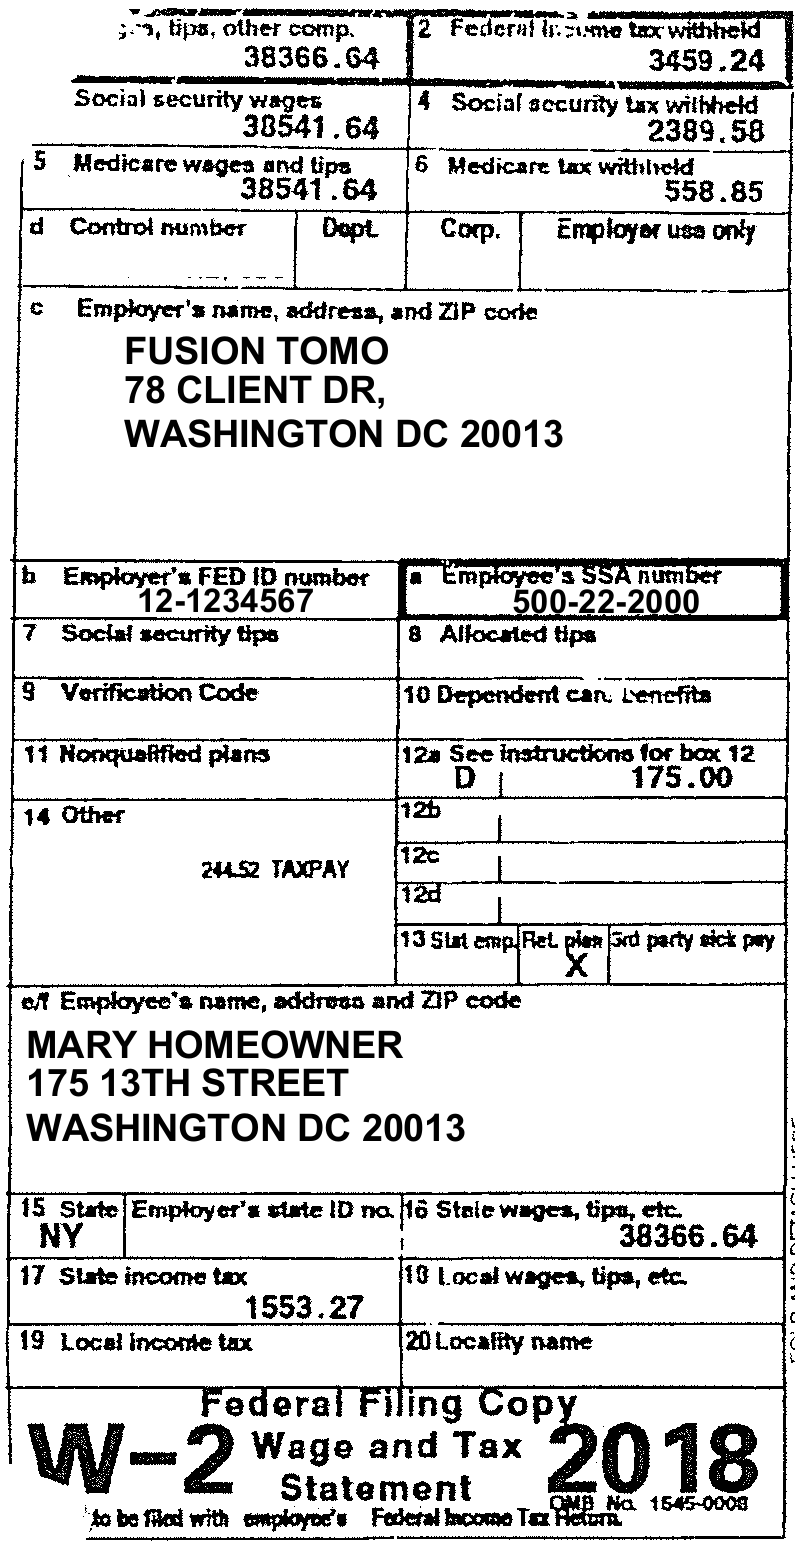 tips, other comp.
38366.64
2 Federal income tax withheld
3459.24
Social security wages
38541.64
4 Social security tax withheld
2389.58
5 Medicare wages and tips
38541.64
6 Medicare tax withheld
558.85
d Control number
Dept.
Corp.
Employer use only
c Employer's name, address, and ZIP code
FUSION TOMO
78 CLIENT DR,
WASHINGTON DC 20013
b Employer's FED ID number
12-1234567
a Employee's SSA number
500-22-2000
7 Social security tips
8 Allocated tips
9 Verification Code
10 Dependent care benefits
11 Nonqualified plans
12a See instructions for box 12
D 175.00
14 Other
244.52 TAXPAY
12b
12c
12d
13 Stat emp. Ret. plan 3rd party sick pay
X
e/f Employee's name, address and ZIP code
MARY HOMEOWNER
175 13TH STREET
WASHINGTON DC 20013
15 State Employer's state ID no.
NY
16 State wages, tips, etc.
38366.64
17 State income tax
1553.27
18 Local wages, tips, etc.
19 Local income tax
20 Locality name
Federal Filing Copy
W-2 Wage and Tax 2018
Statement
OMB No. 1545-0008
to be filed with employee's Federal Income Tax Return.